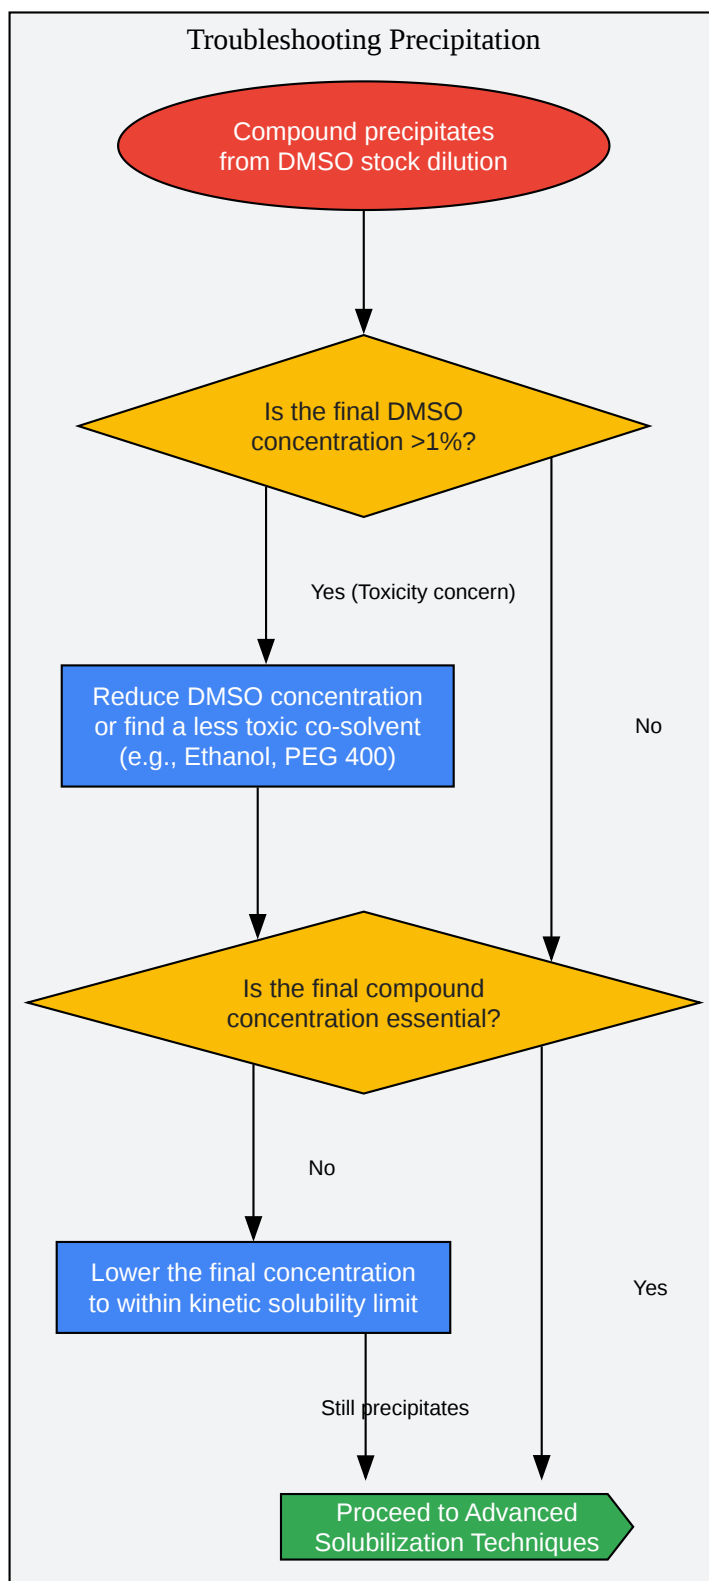 Troubleshooting Precipitation
Compound precipitates
from DMSO stock dilution
Is the final DMSO
concentration >1%?
Yes (Toxicity concern)
Reduce DMSO concentration
or find a less toxic co-solvent
(e.g., Ethanol, PEG 400)
No
Is the final compound
concentration essential?
No
Lower the final concentration
to within kinetic solubility limit
Yes
Still precipitates
Proceed to Advanced
Solubilization Techniques